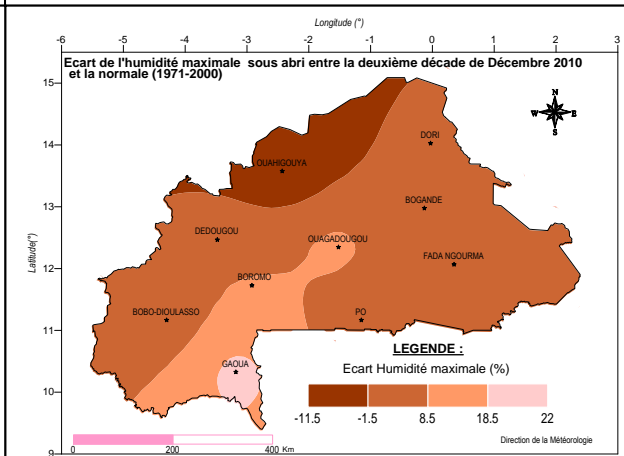 Longitude (°)
-6 -5 -4 -3 -2 -1 0 1 2 3
Ecart de l'humidité maximale sous abri entre la deuxième décade de Décembre 2010
et la normale (1971-2000)
15
N
W E
S
14
DORI
OUAHIGOUYA
13
BOGANDE
DEDOUGOU
OUAGADOUGOU
Latitude(°)
12
FADA NGOURMA
BOROMO
BOBO-DIOULASSO
PO
11
LEGENDE :
GAOUA
Ecart Humidité maximale (%)
10
-11.5 -1.5 8.5 18.5 22
Direction de la Météorologie
0 200 400 Km
9